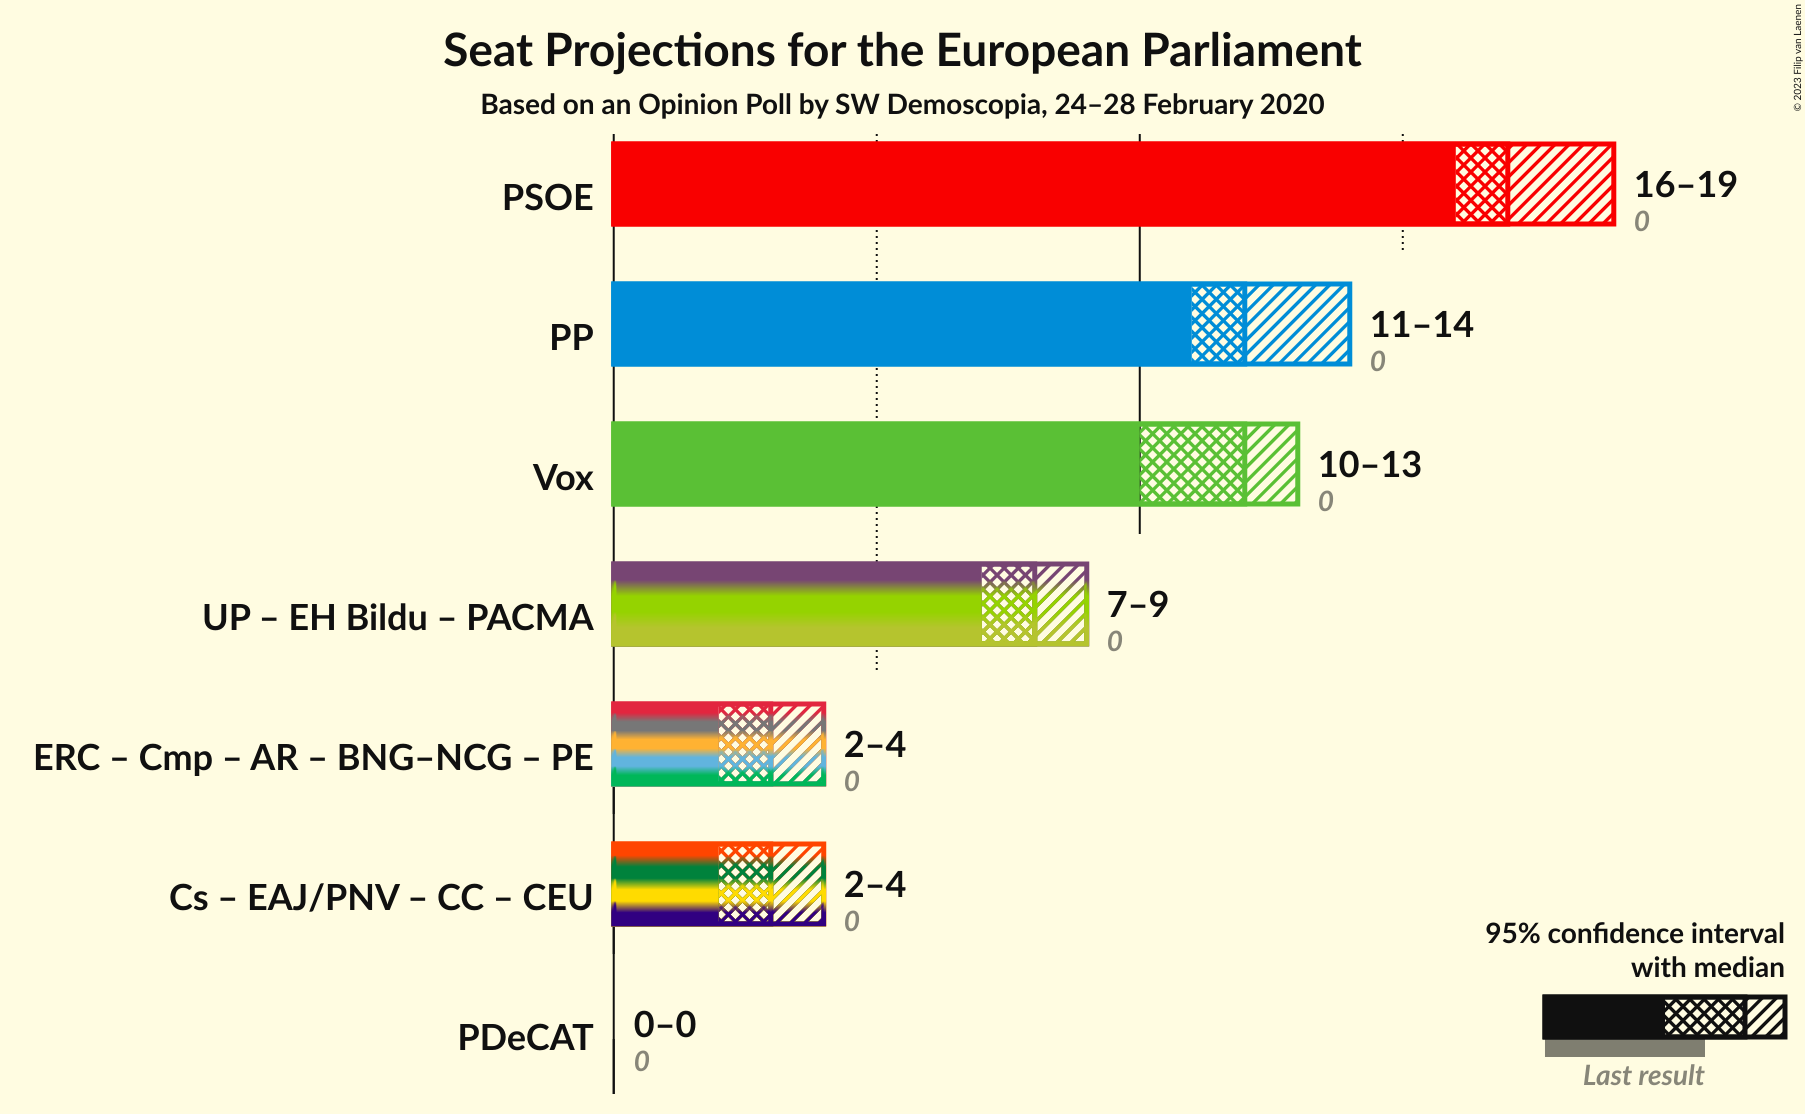 Seat Projections for the European Parliament
Based on an Opinion Poll by SW Demoscopia, 24–28 February 2020
© 2023 Filip van Laenen
PSOE
16–19
0
PP
11–14
0
Vox
10–13
0
UP – EH Bildu – PACMA
7–9
0
ERC – Cmp – AR – BNG–NCG – PE
2–4
0
Cs – EAJ/PNV – CC – CEU
2–4
0
PDeCAT
0–0
0
95% confidence interval
with median
Last result